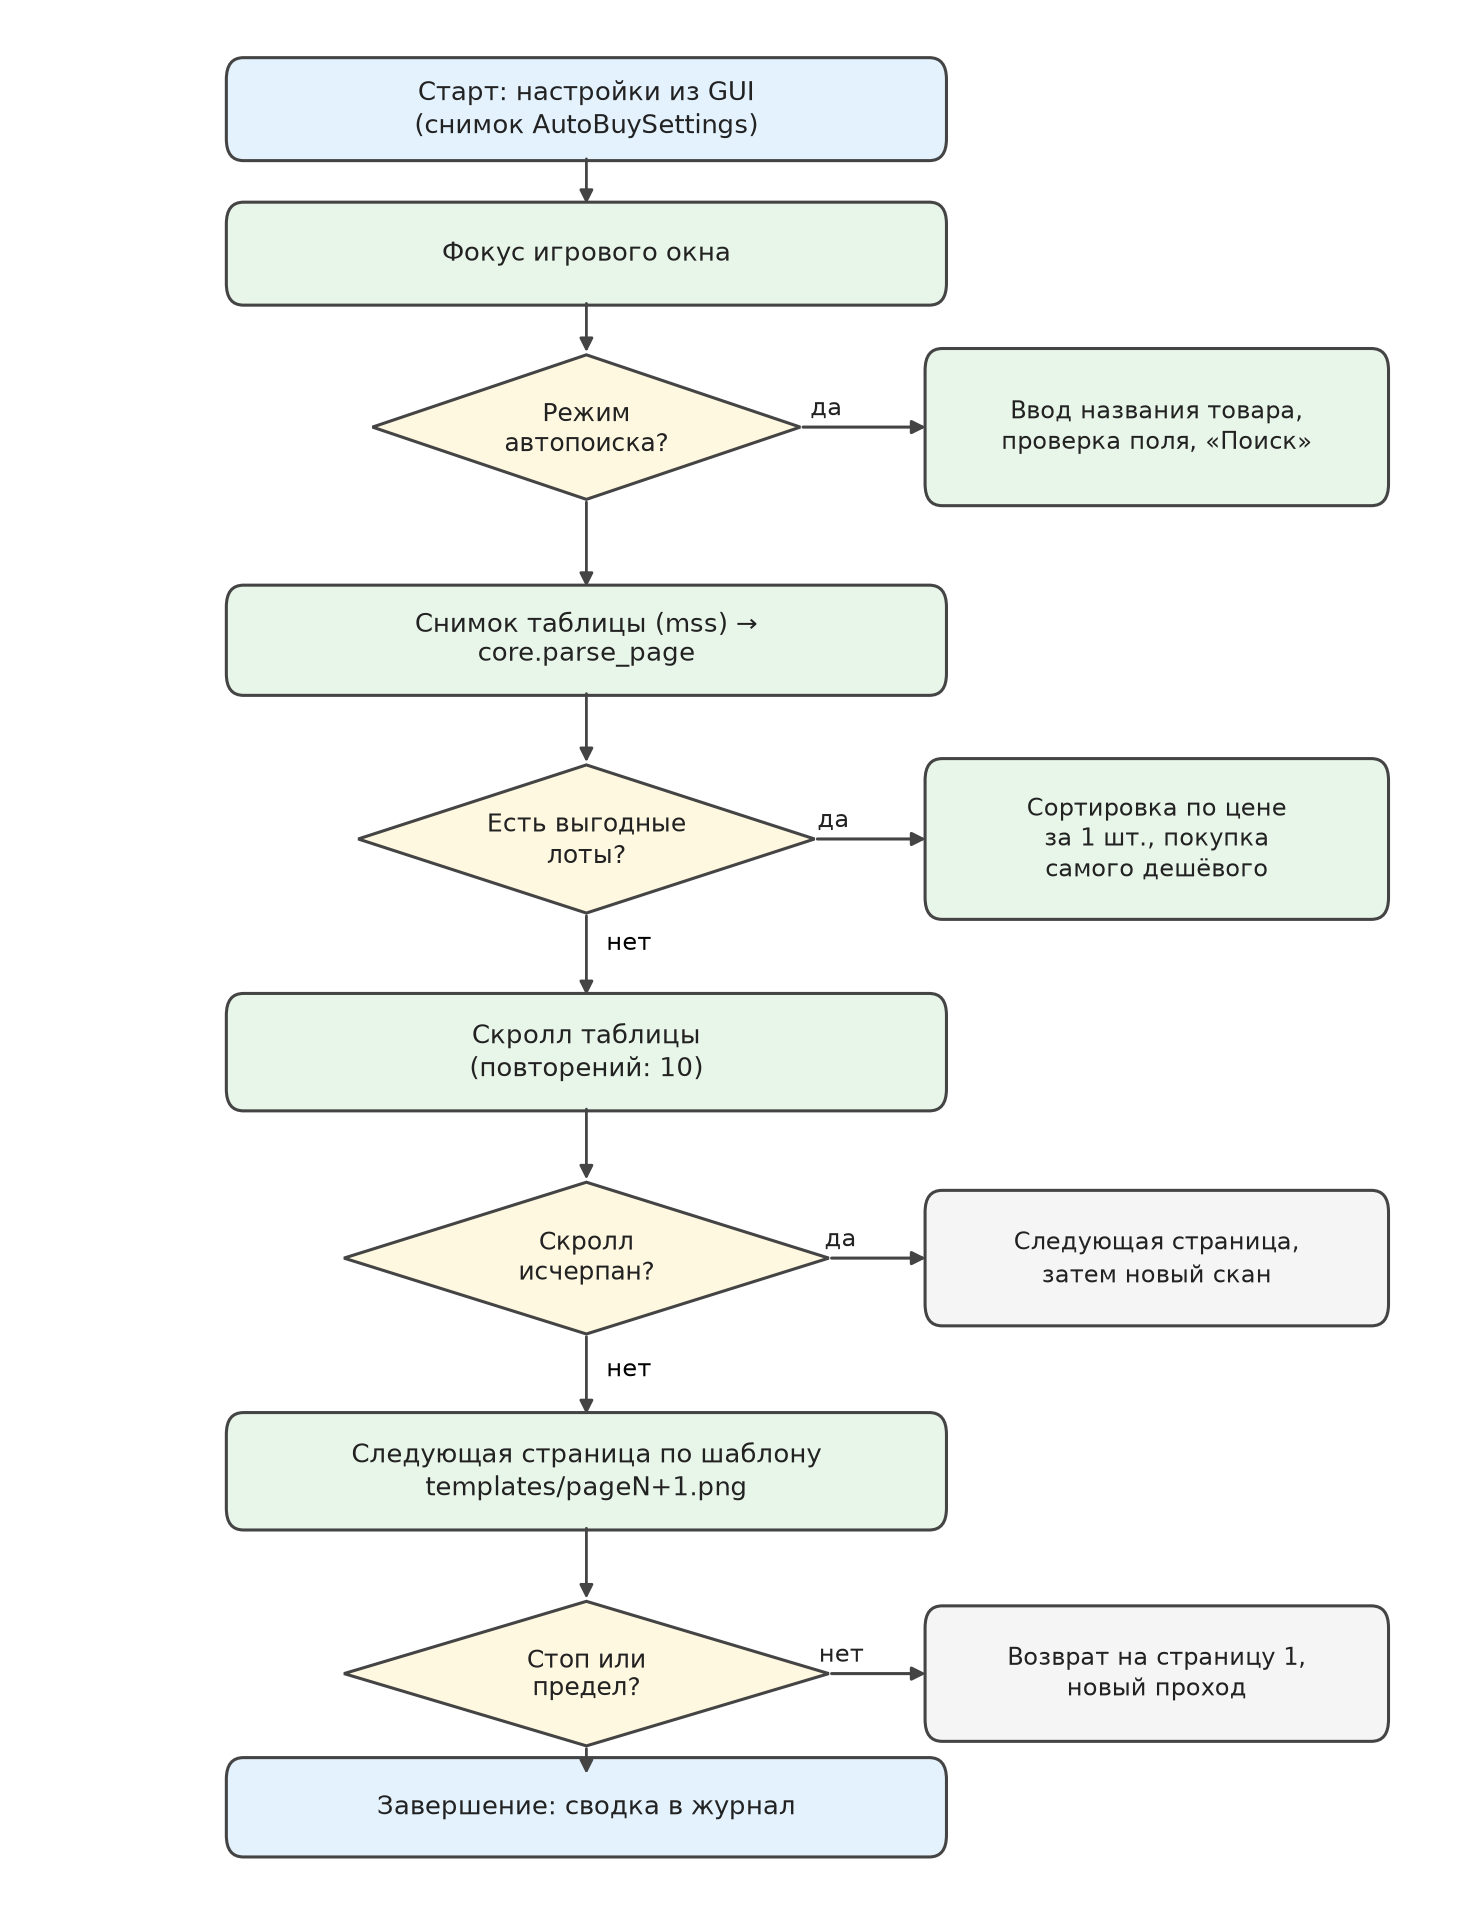 Старт: настройки из GUI
(снимок AutoBuySettings)
Фокус игрового окна
Режим
автопоиска?
да
Ввод названия товара,
проверка поля, «Поиск»
Снимок таблицы (mss) →
core.parse_page
Есть выгодные
лоты?
да
Сортировка по цене
за 1 шт., покупка
самого дешёвого
нет
Скролл таблицы
(повторений: 10)
Скролл
исчерпан?
да
Следующая страница,
затем новый скан
нет
Следующая страница по шаблону
templates/pageN+1.png
Стоп или
предел?
нет
Возврат на страницу 1,
новый проход
Завершение: сводка в журнал